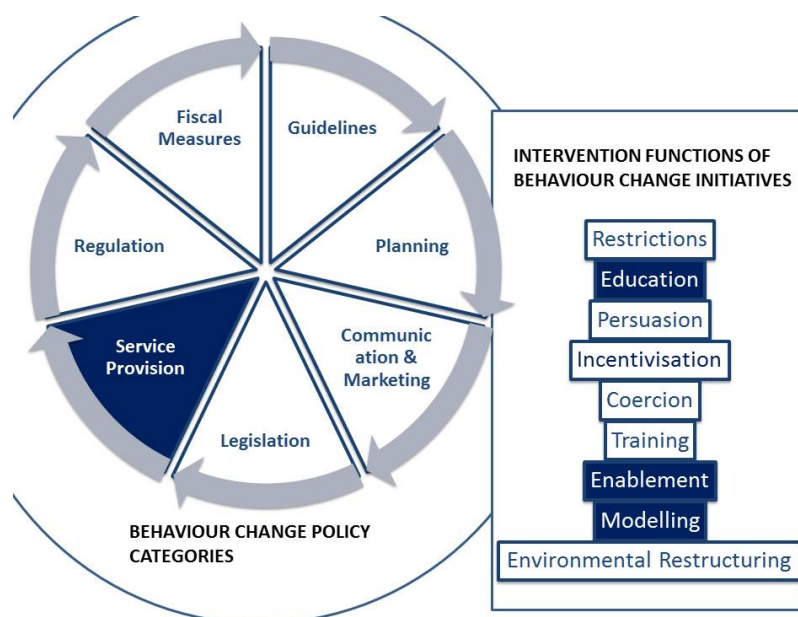 Fiscal
Measures
Guidelines
Regulation
Planning
Service
Provision
Communic
ation &
Marketing
Legislation
BEHAVIOUR CHANGE POLICY
CATEGORIES
INTERVENTION FUNCTIONS OF
BEHAVIOUR CHANGE INITIATIVES
Restrictions
Education
Persuasion
Incentivisation
Coercion
Training
Enablement
Modelling
Environmental Restructuring